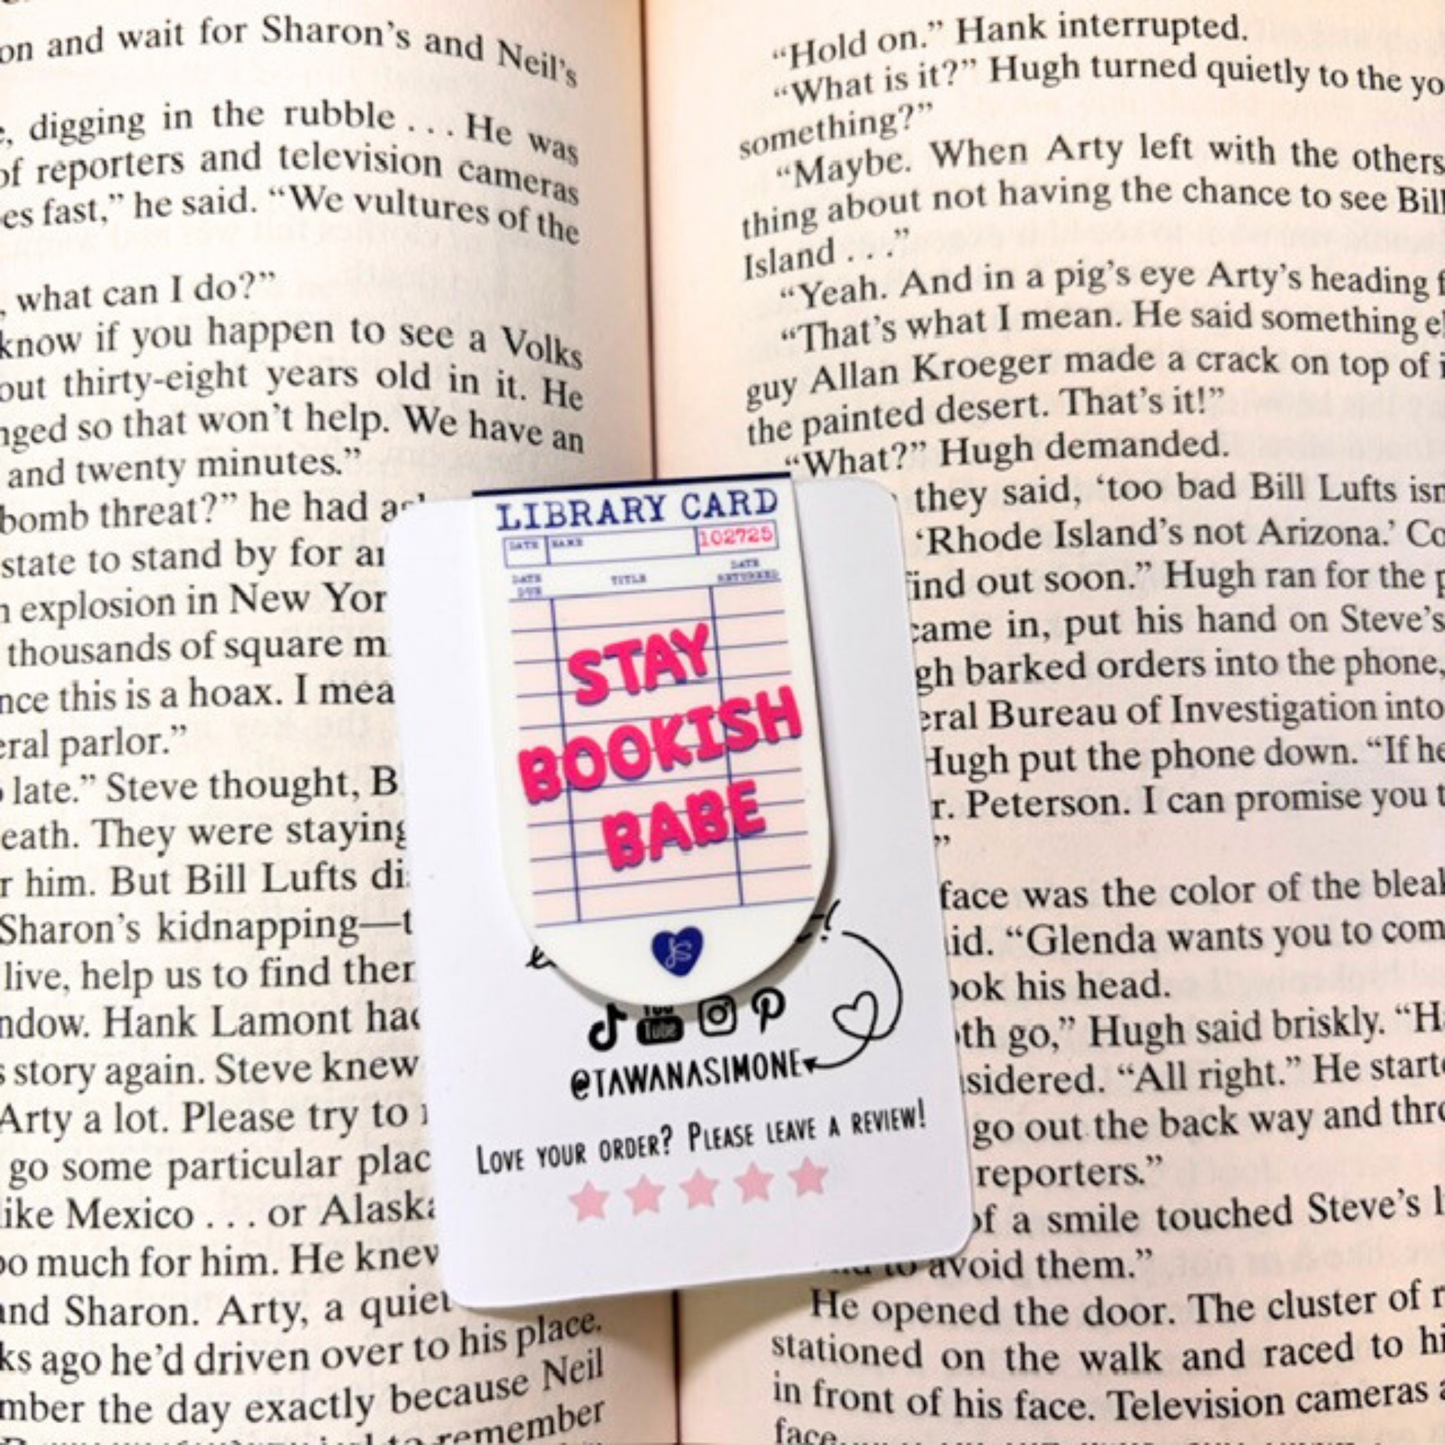 on and wait for Sharon's and Neil's
digging in the rubble . . . He was
of reporters and television cameras
es fast," he said. "We vultures of the
, what can I do?"
know if you happen to see a Volks
out thirty-eight years old in it. He
nged so that won't help. We have an
and twenty minutes."
bomb threat?" he had as
state to stand by for an
n explosion in New Yor
thousands of square m
nce this is a hoax. I mea
eral parlor."
late." Steve thought, B
eath. They were staying
r him. But Bill Lufts di
Sharon's kidnapping—t
live, help us to find ther
ndow. Hank Lamont had
s story again. Steve knew
Arty a lot. Please try to
go some particular plac
like Mexico . . . or Alaska
oo much for him. He knew
and Sharon. Arty, a quiet
ks ago he'd driven over to his place.
mber the day exactly because Neil
to remember
LIBRARY CARD
DATE NAME 102725
DATE DUE TITLE DATE RETURNED
STAY
BOOKISH
BABE
JS
You Tube
@TAWANASIMONE
LOVE YOUR ORDER? PLEASE LEAVE A REVIEW!
"Hold on." Hank interrupted.
"What is it?" Hugh turned quietly to the yo
something?"
"Maybe. When Arty left with the others
thing about not having the chance to see Bill
Island . . ."
"Yeah. And in a pig's eye Arty's heading f
"That's what I mean. He said something el
guy Allan Kroeger made a crack on top of i
the painted desert. That's it!"
"What?" Hugh demanded.
they said, 'too bad Bill Lufts isn
'Rhode Island's not Arizona.' Co
find out soon." Hugh ran for the p
came in, put his hand on Steve's
gh barked orders into the phone,
eral Bureau of Investigation into
Hugh put the phone down. "If he
r. Peterson. I can promise you t
"
face was the color of the bleak
id. "Glenda wants you to com
ook his head.
th go," Hugh said briskly. "H
sidered. "All right." He starte
go out the back way and thro
reporters."
of a smile touched Steve's l
to avoid them."
He opened the door. The cluster of r
stationed on the walk and raced to hi
in front of his face. Television cameras a
face